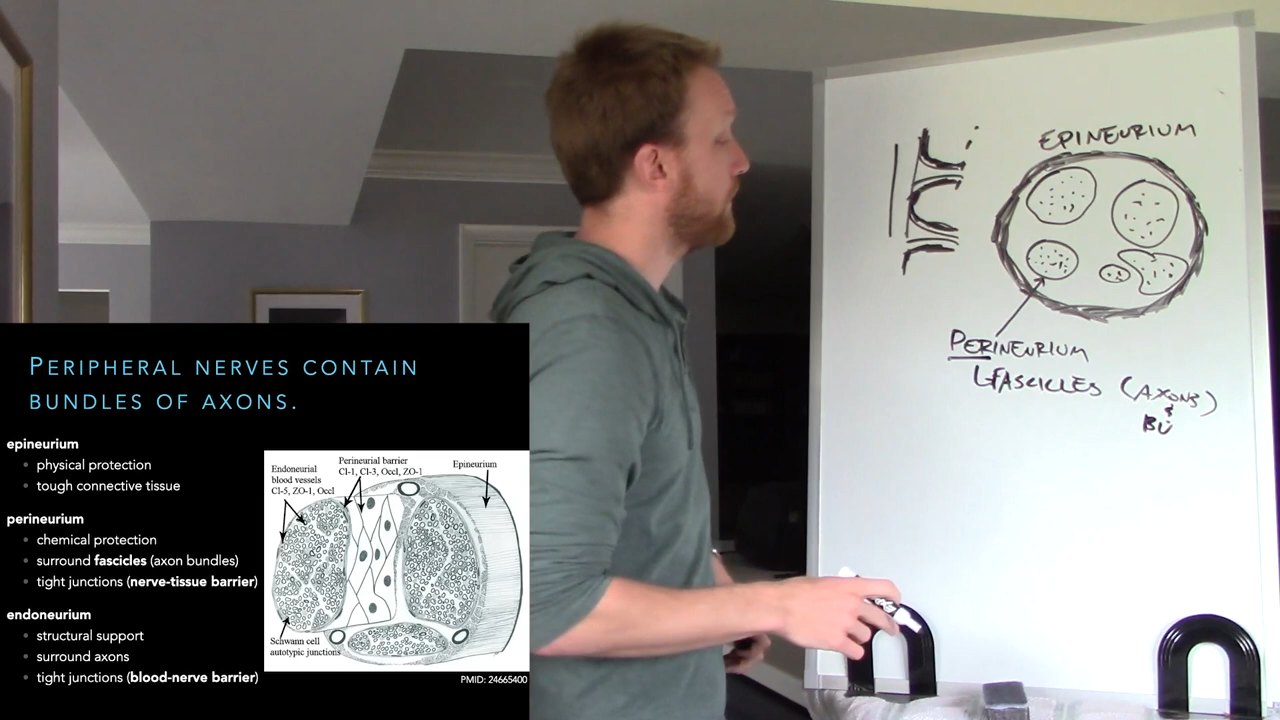 PERIPHERAL NERVES CONTAIN
BUNDLES OF AXONS.
epineurium
physical protection
tough connective tissue
perineurium
chemical protection
surround fascicles (axon bundles)
tight junctions (nerve-tissue barrier)
endoneurium
structural support
surround axons
tight junctions (blood-nerve barrier)
Endoneurial
blood vessels
Cl-5, ZO-1, Occl
Perineurial barrier
Cl-1, Cl-3, Occl, ZO-1
Epineurium
Schwann cell
autotypic junctions
PMID: 24665400
EPINEURIUM
PERINEURIUM
FASCICLES (AXONS)